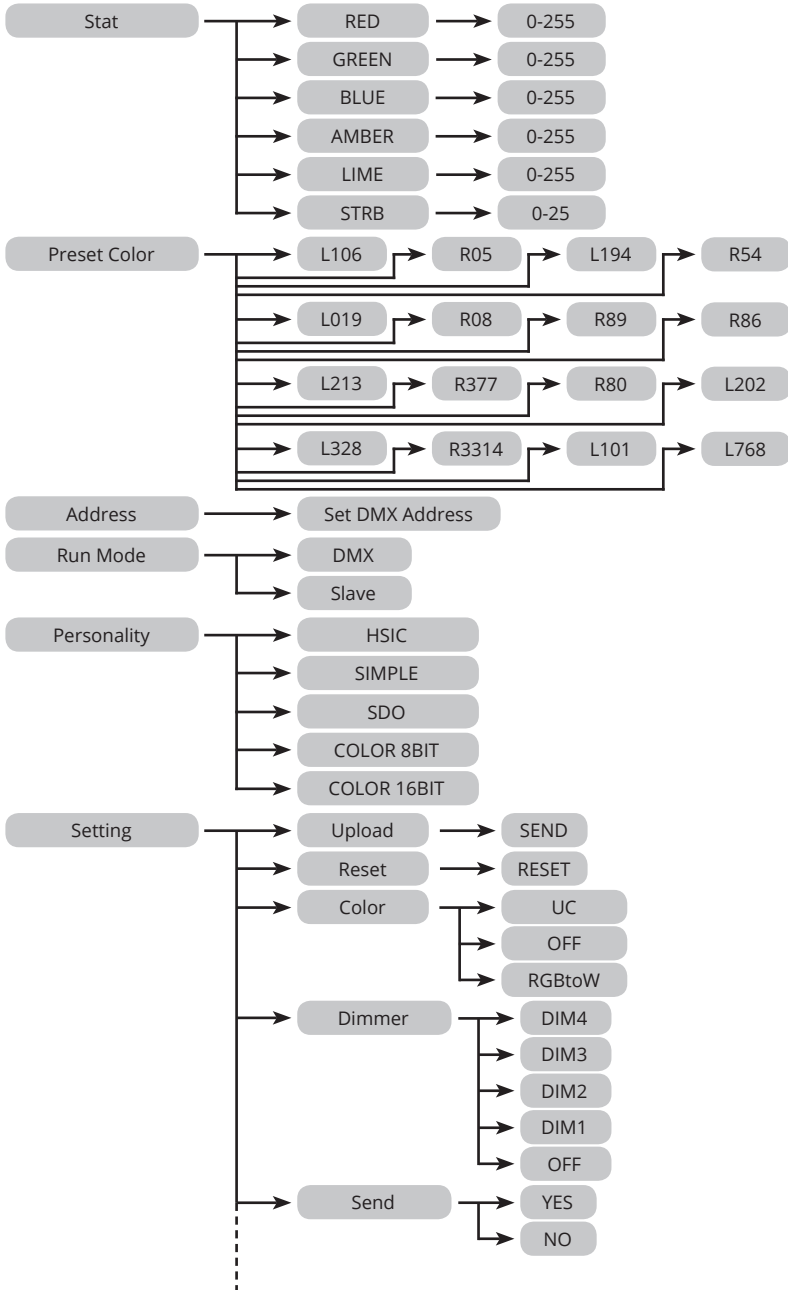 Stat RED 0-255
GREEN 0-255
BLUE 0-255
AMBER 0-255
LIME 0-255
STRB 0-25
Preset Color L106 R05 L194 R54
L019 R08 R89 R86
L213 R377 R80 L202
L328 R3314 L101 L768
Address Set DMX Address
Run Mode DMX
Slave
Personality HSIC
SIMPLE
SDO
COLOR 8BIT
COLOR 16BIT
Setting Upload SEND
Reset RESET
Color UC
OFF
RGBtoW
Dimmer DIM4
DIM3
DIM2
DIM1
OFF
Send YES
NO